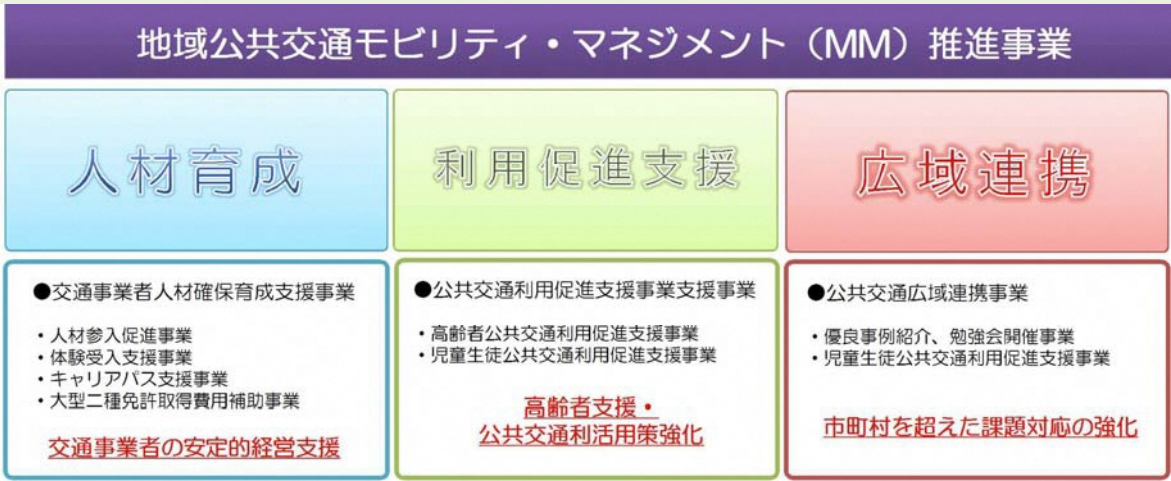 地域公共交通モビリティ・マネジメント（MM）推進事業
人材育成
●交通事業者人材確保育成支援事業
・人材参入促進事業
・体験受入支援事業
・キャリアパス支援事業
・大型二種免許取得費用補助事業
交通事業者の安定的経営支援
利用促進支援
●公共交通利用促進支援事業支援事業
・高齢者公共交通利用促進支援事業
・児童生徒公共交通利用促進支援事業
高齢者支援・
公共交通利活用策強化
広域連携
●公共交通広域連携事業
・優良事例紹介、勉強会開催事業
・児童生徒公共交通利用促進支援事業
市町村を超えた課題対応の強化